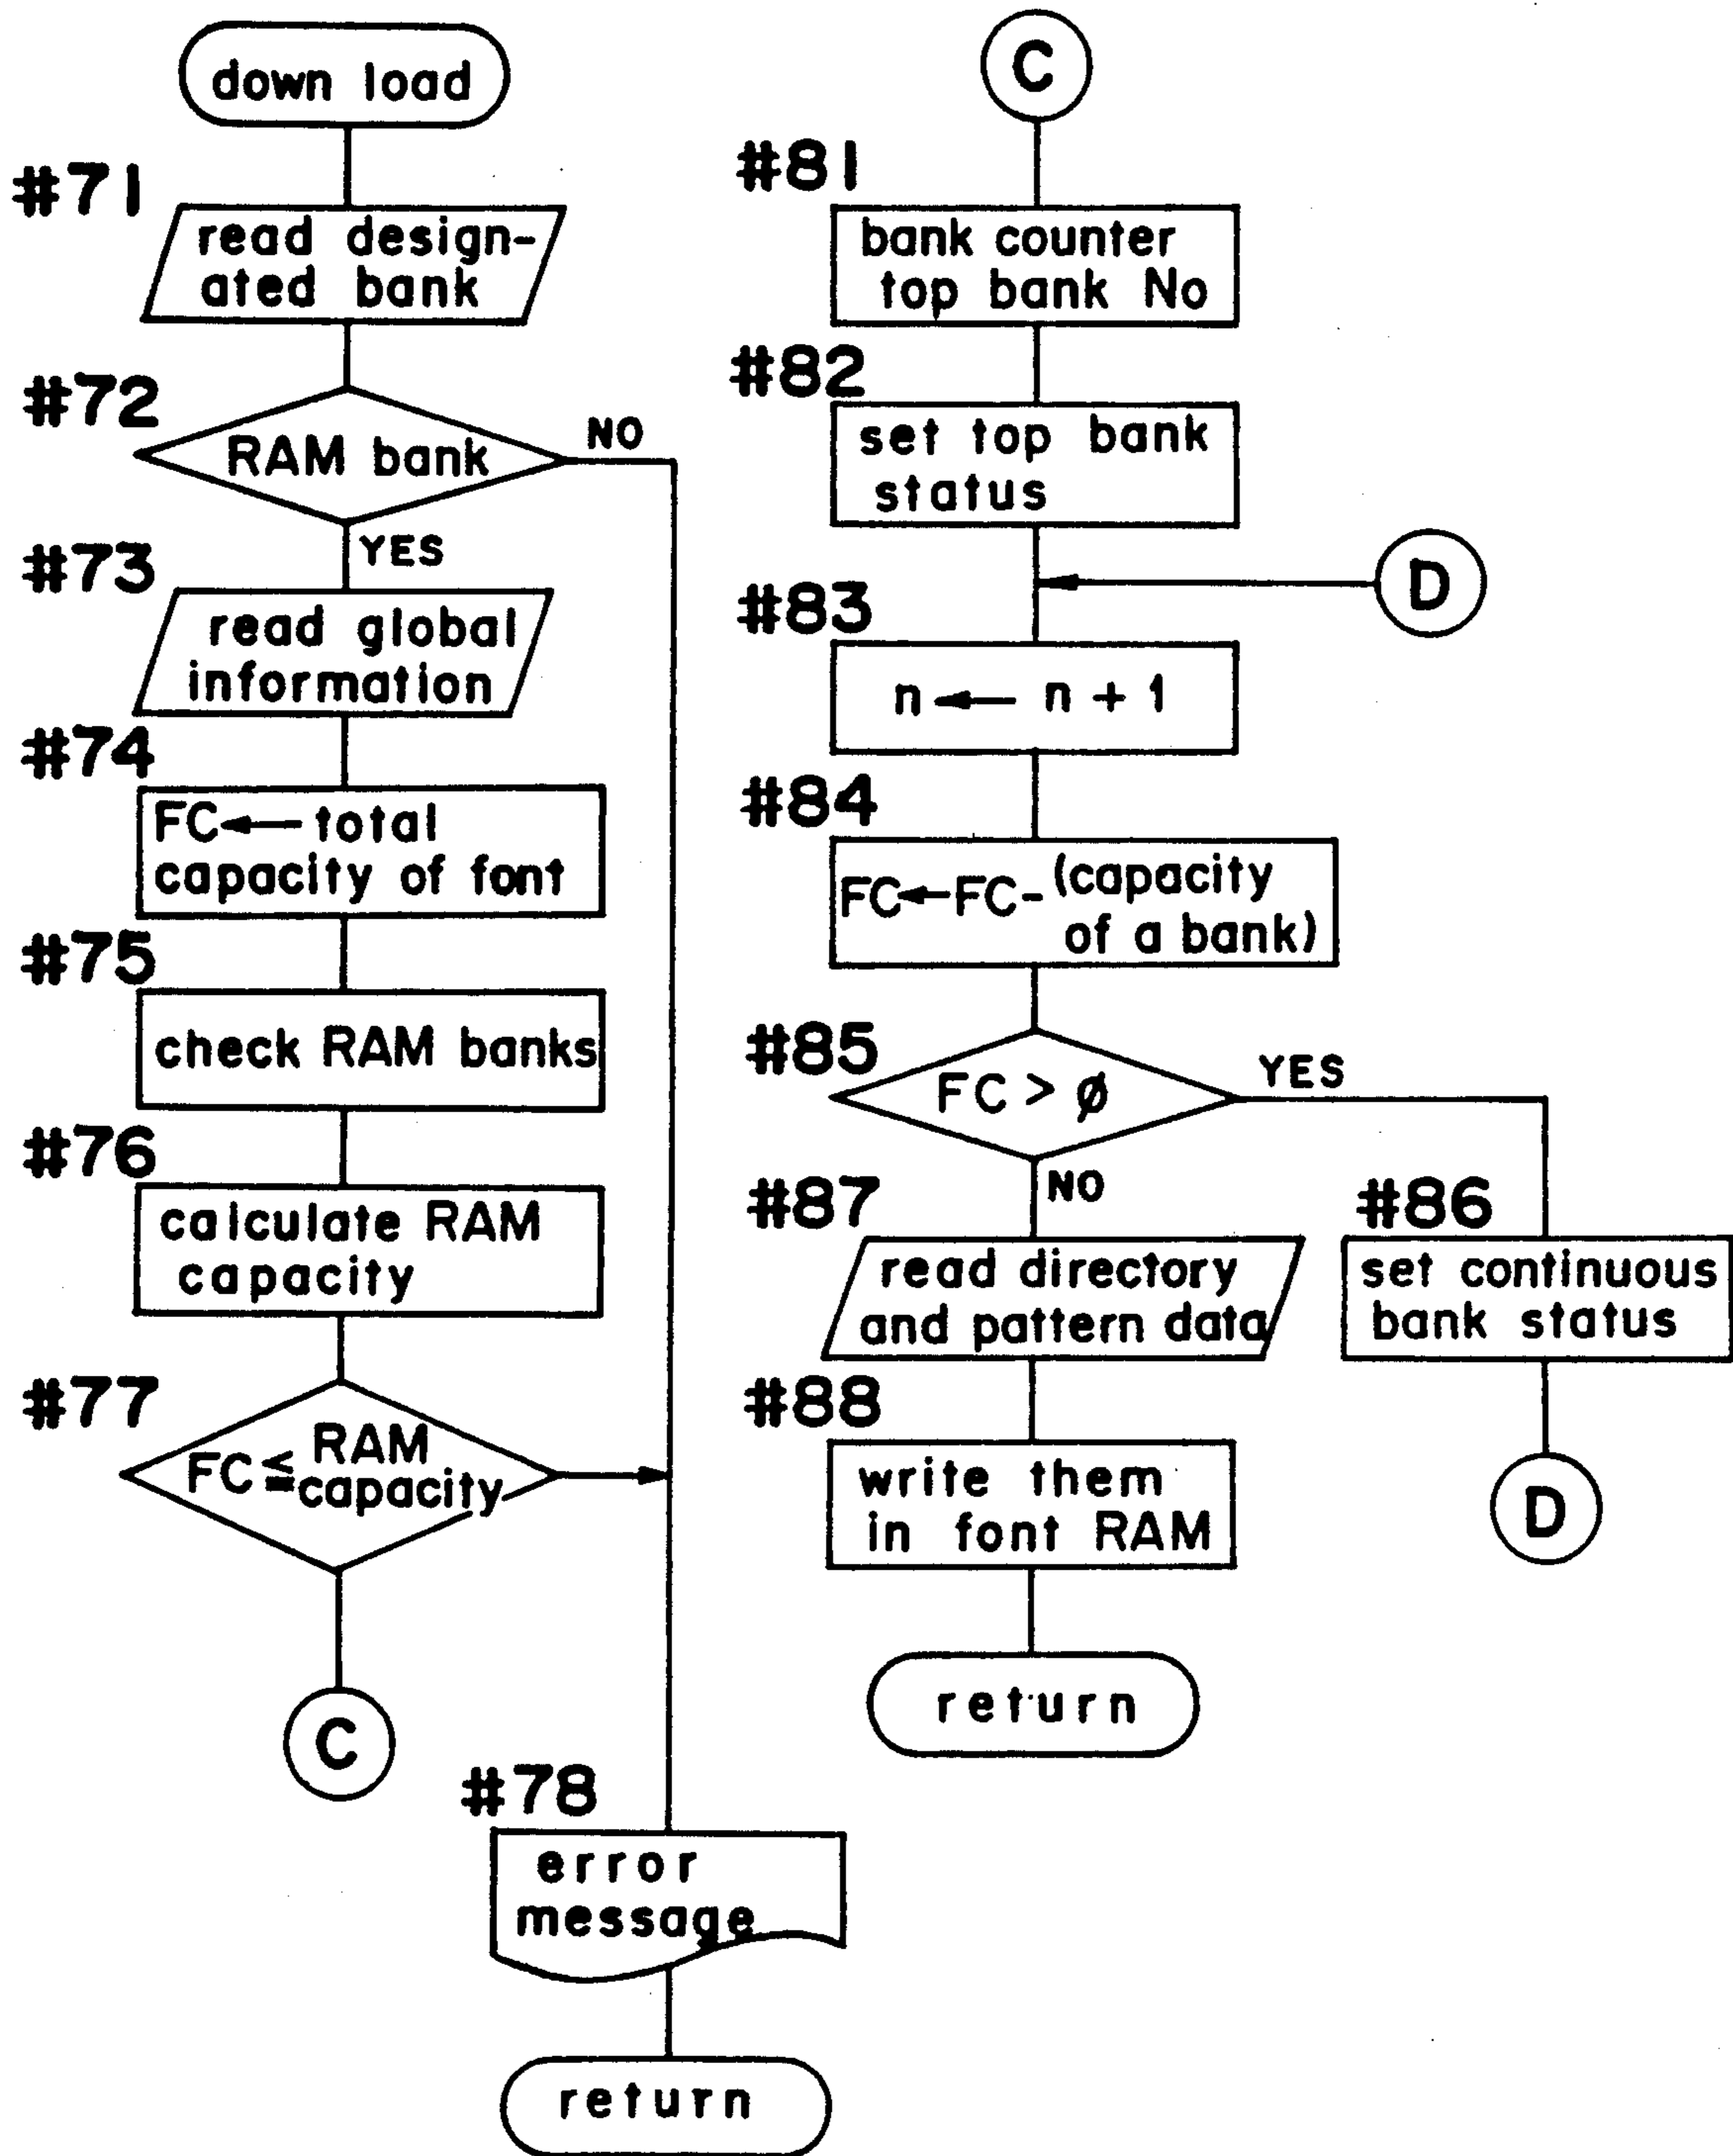 down load
#71
read design-
ated bank
#72
RAM bank
NO
YES
#73
read global
information
#74
FC ← total
capacity of font
#75
check RAM banks
#76
calculate RAM
capacity
#77
FC ≦ RAM
capacity
C
#78
error
message
return
C
#81
bank counter
top bank No
#82
set top bank
status
D
#83
n ← n + 1
#84
FC ← FC - (capacity
of a bank)
#85
FC > ø
YES
NO
#86
set continuous
bank status
D
#87
read directory
and pattern data
#88
write them
in font RAM
return